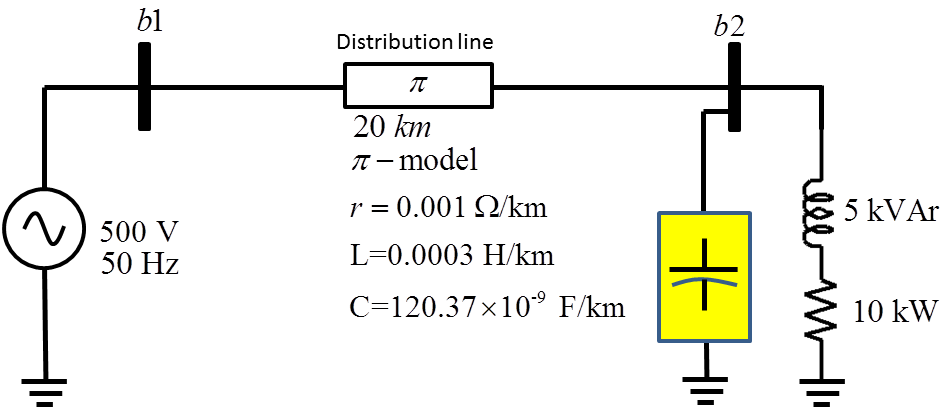 b1
Distribution line
b2
π
20 km
π – model
r = 0.001 Ω/km
L=0.0003 H/km
C=120.37×10⁻⁹ F/km
500 V
50 Hz
5 kVAr
10 kW